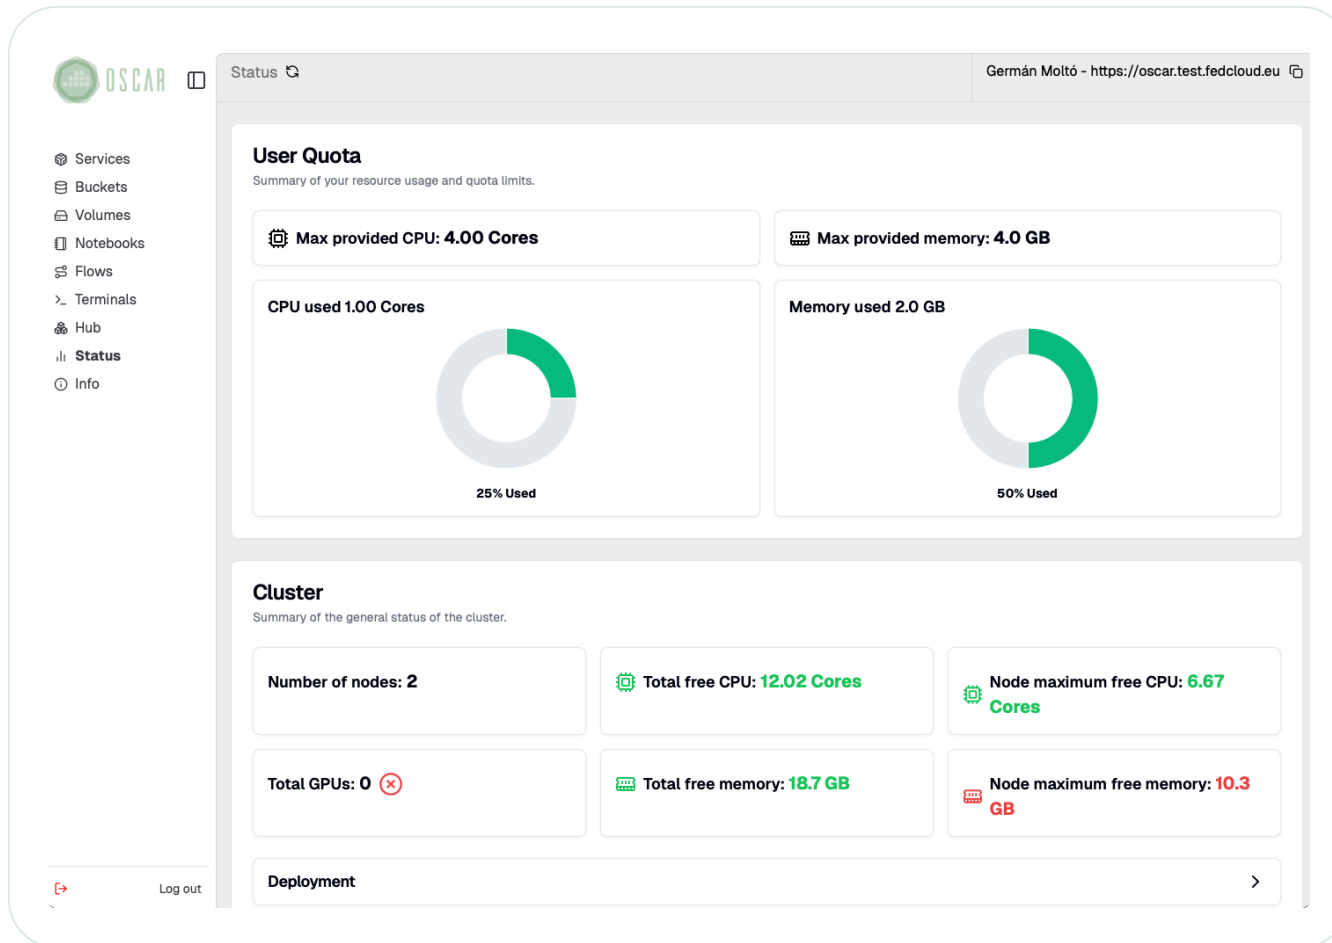 OSCAR
Status
Germán Moltó - https://oscar.test.fedcloud.eu
Services
Buckets
Volumes
Notebooks
Flows
Terminals
Hub
Status
Info
Log out
User Quota
Summary of your resource usage and quota limits.
Max provided CPU: 4.00 Cores
Max provided memory: 4.0 GB
CPU used 1.00 Cores
25% Used
Memory used 2.0 GB
50% Used
Cluster
Summary of the general status of the cluster.
Number of nodes: 2
Total free CPU: 12.02 Cores
Node maximum free CPU: 6.67
Cores
Total GPUs: 0
Total free memory: 18.7 GB
Node maximum free memory: 10.3
GB
Deployment